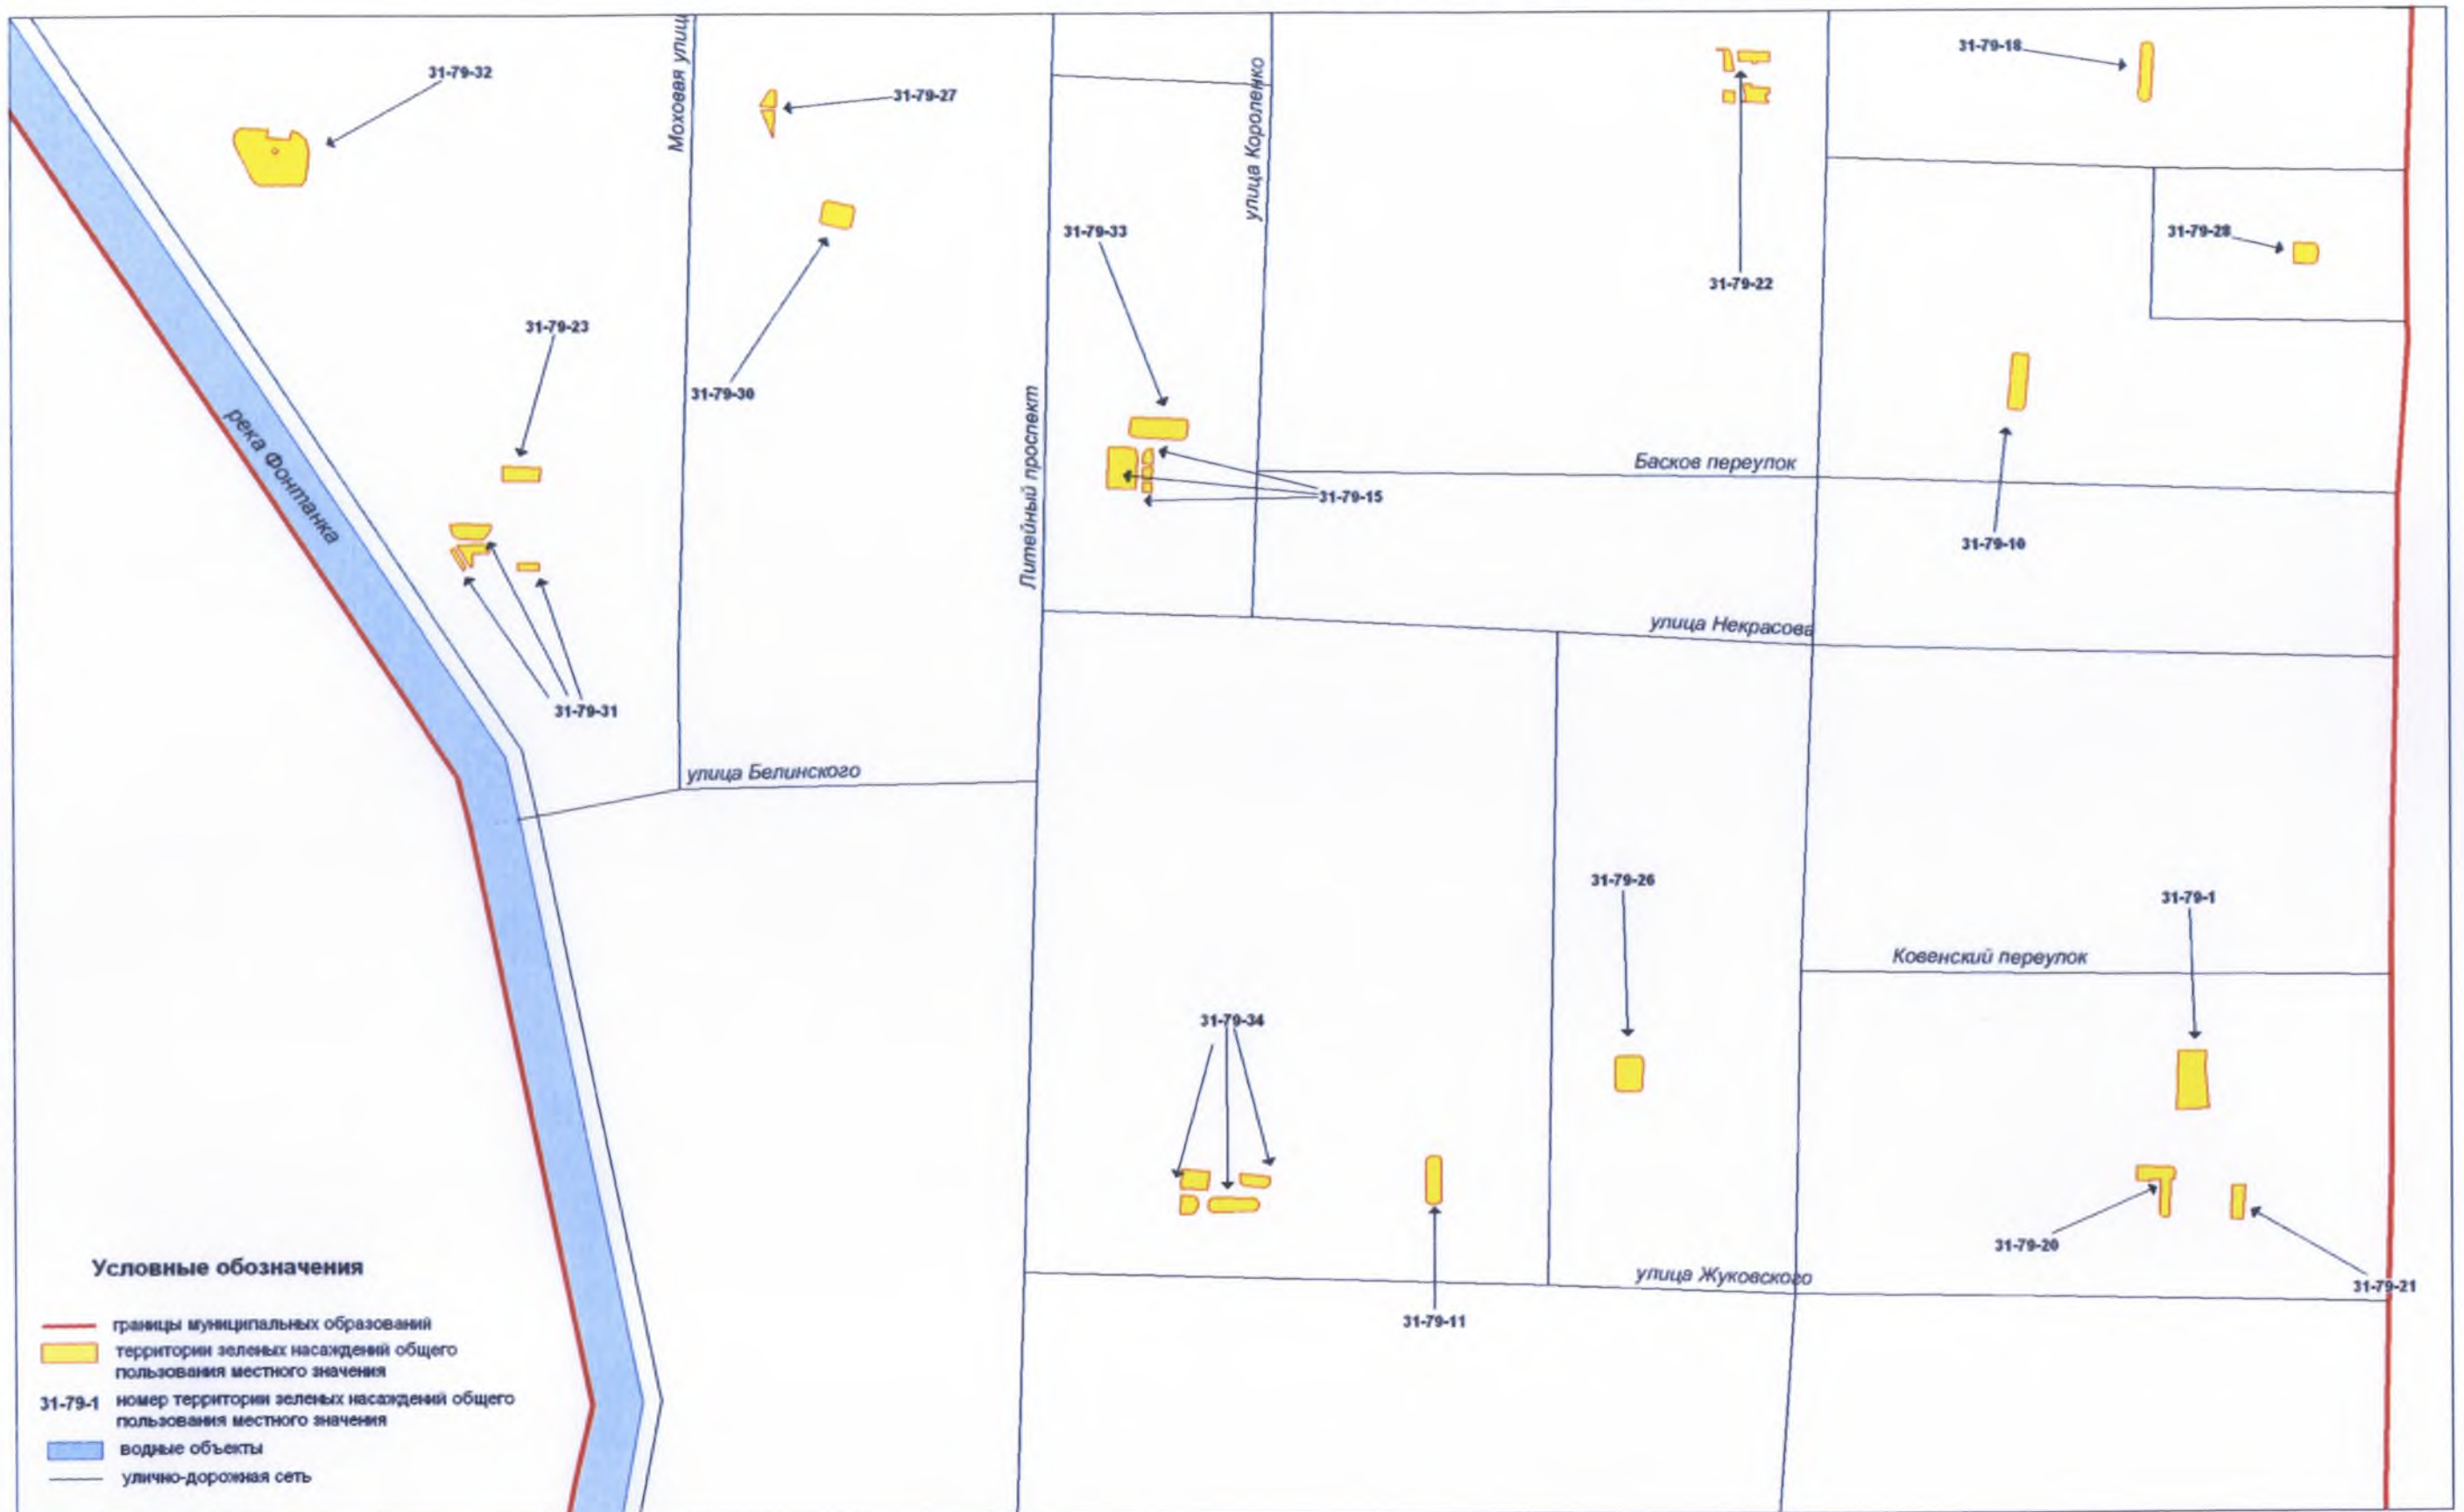 31-79-18
31-79-32
Моховая улица
31-79-27
улица Короленко
31-79-33
31-79-28
31-79-22
31-79-23
31-79-30
река Фонтанка
Литейный проспект
Басков переулок
31-79-15
31-79-10
улица Некрасова
31-79-31
улица Белинского
31-79-26
31-79-1
Ковенский переулок
31-79-34
31-79-20
улица Жуковского
31-79-21
31-79-11
Условные обозначения
границы муниципальных образований
территории зеленых насаждений общего
пользования местного значения
31-79-1 номер территории зеленых насаждений общего
пользования местного значения
водные объекты
улично-дорожная сеть